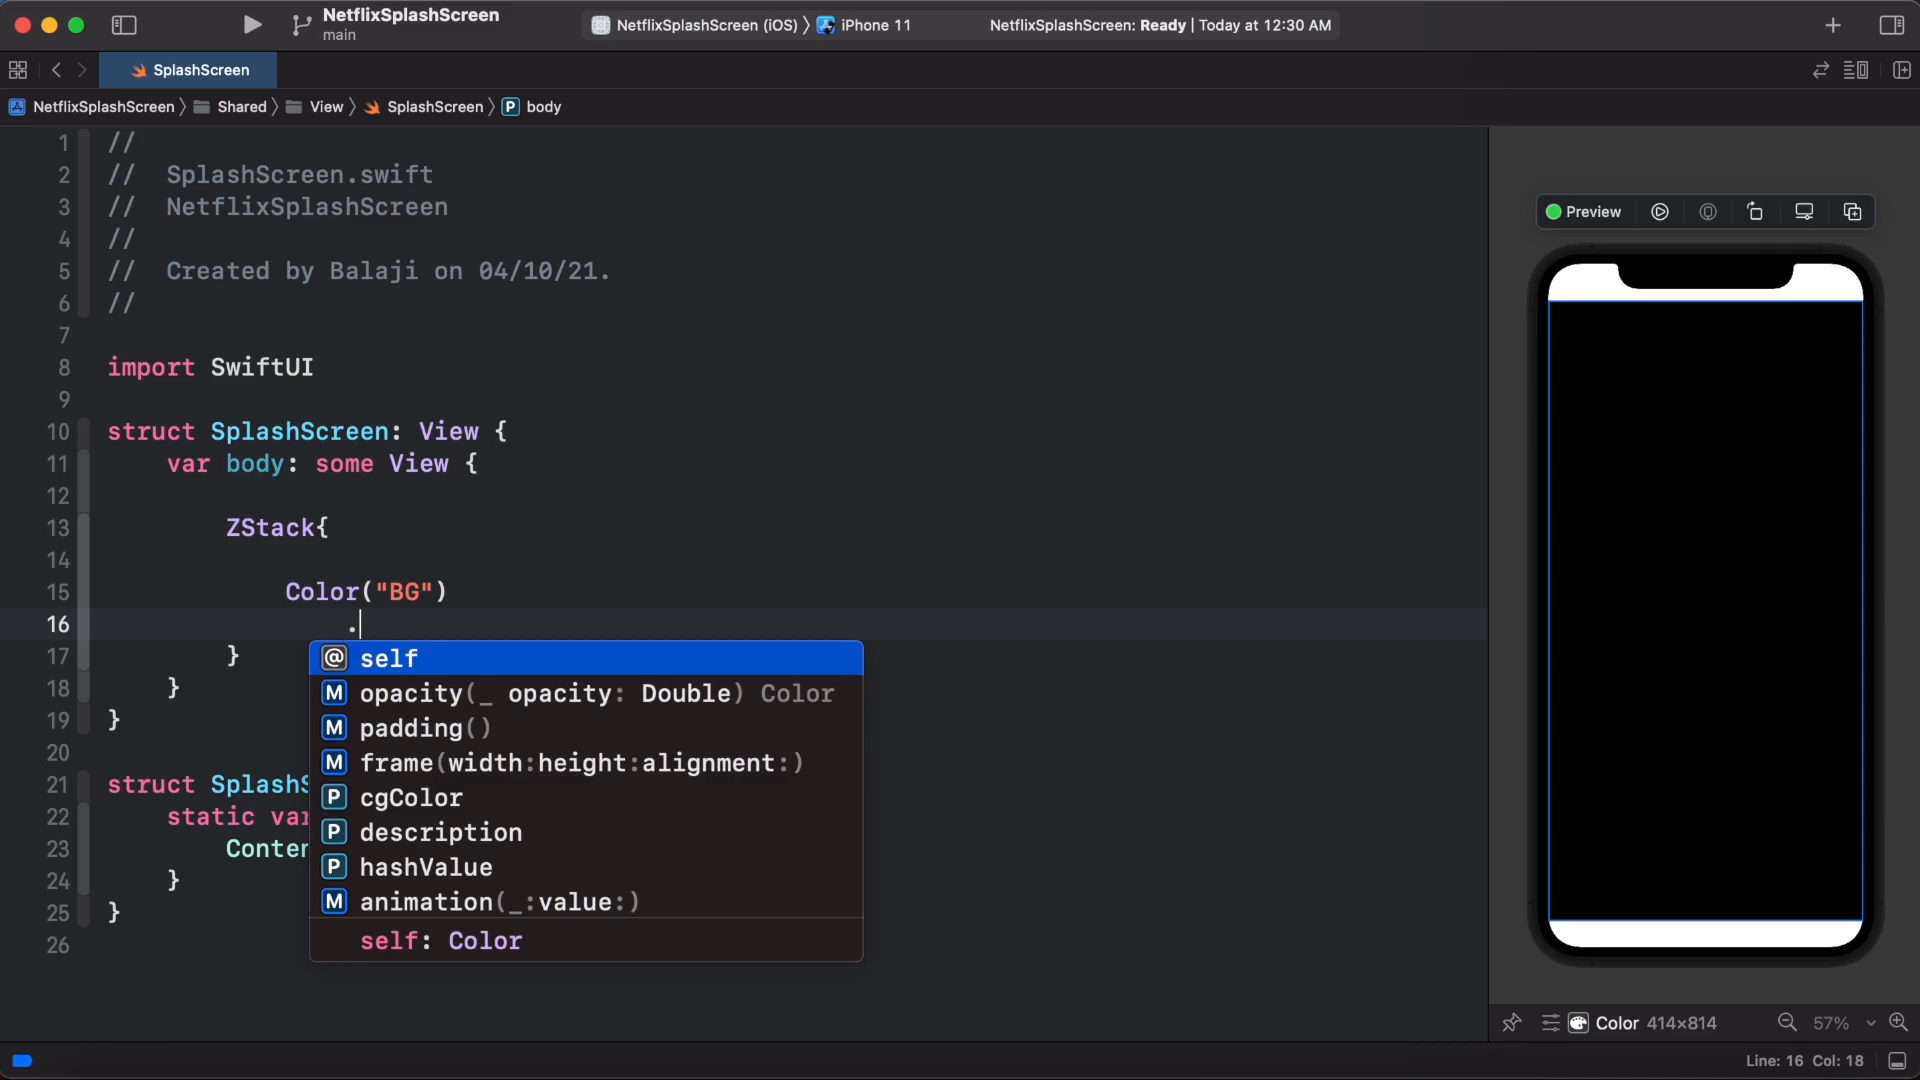 NetflixSplashScreen
main
NetflixSplashScreen (iOS) 〉 iPhone 11
NetflixSplashScreen: Ready | Today at 12:30 AM
SplashScreen
NetflixSplashScreen 〉 Shared 〉 View 〉 SplashScreen 〉 P body
1 //
2 //  SplashScreen.swift
3 //  NetflixSplashScreen
4 //
5 //  Created by Balaji on 04/10/21.
6 //
7
8 import SwiftUI
9
10 struct SplashScreen: View {
11     var body: some View {
12
13         ZStack{
14
15             Color("BG")
16                 .
17         }
18     }
19 }
20
21 struct SplashS
22     static var
23         Conten
24     }
25 }
26
@ self
M opacity(_ opacity: Double) Color
M padding()
M frame(width:height:alignment:)
P cgColor
P description
P hashValue
M animation(_:value:)
self: Color
Preview
Color 414×814
57%
Line: 16 Col: 18